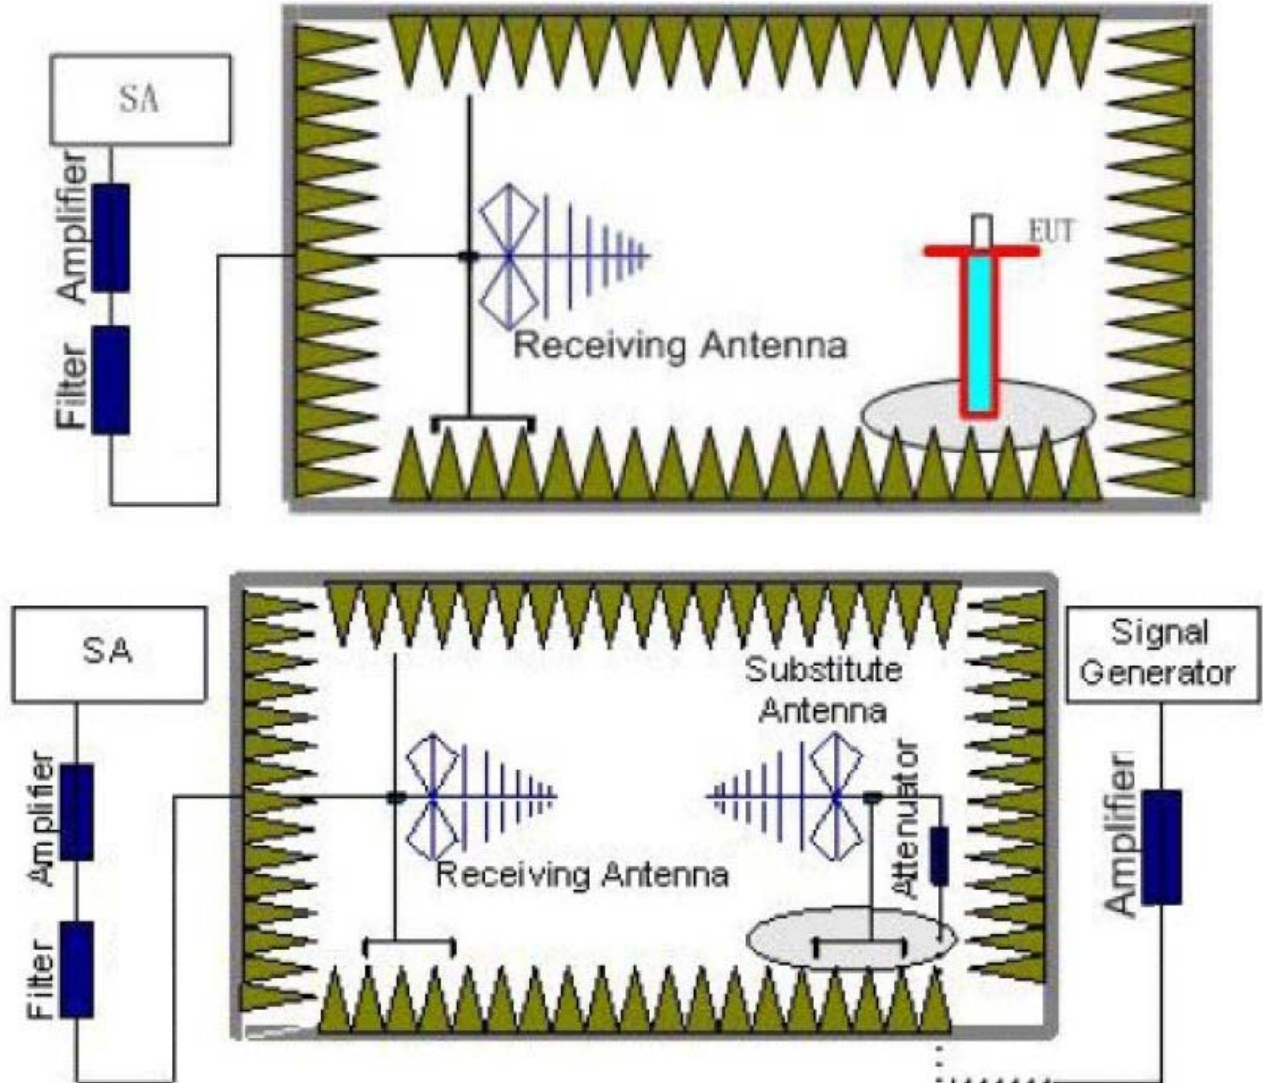 SA
Amplifier
Filter
EUT
Receiving Antenna
SA
Amplifier
Filter
Substitute
Antenna
Attenuator
Receiving Antenna
Signal
Generator
Amplifier